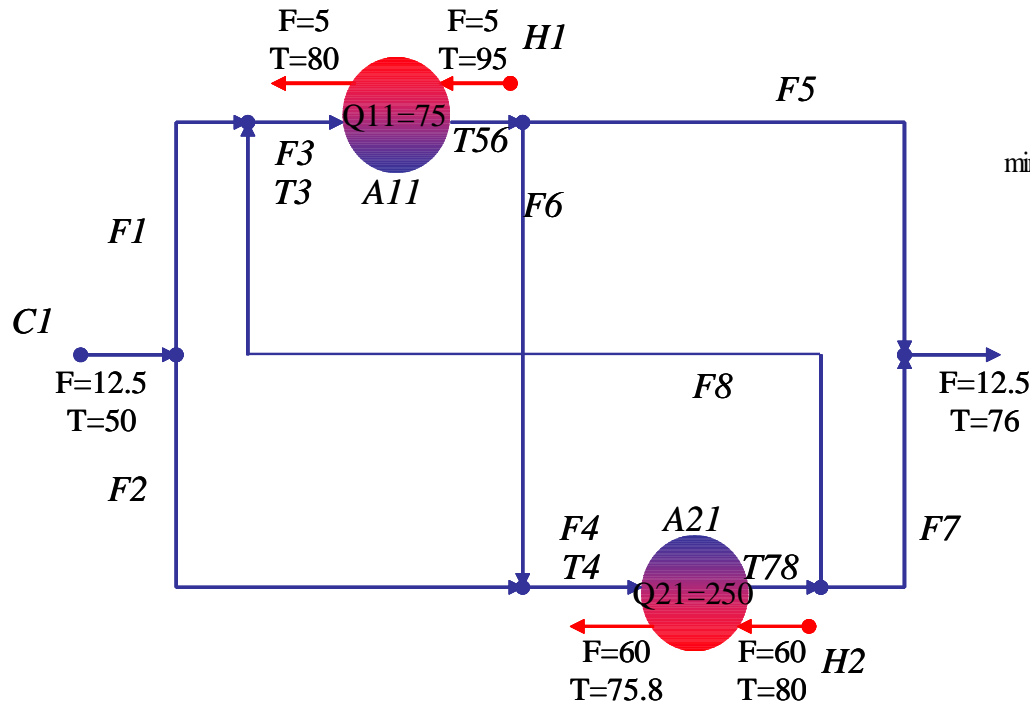 F=5
T=80
F=5
T=95
H1
F5
Q11=75
T56
F3
T3
A11
F6
min
F1
C1
F=12.5
T=50
F8
F=12.5
T=76
F2
A21
F4
T4
T78
F7
Q21=250
F=60
T=75.8
F=60
T=80
H2